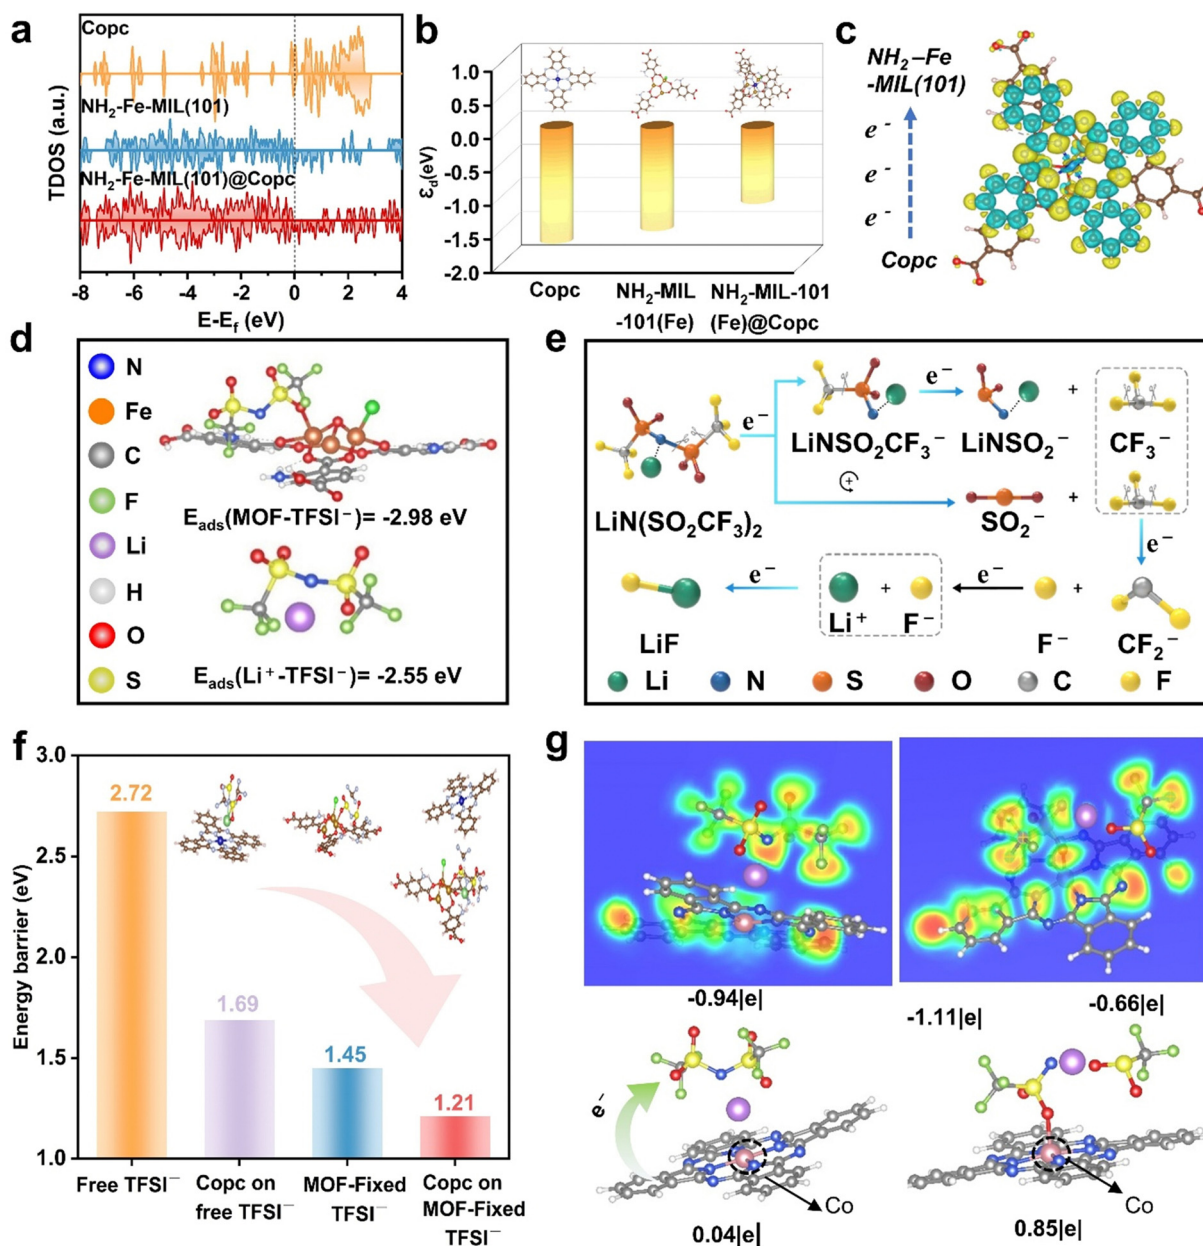 a
Copc
NH₂-Fe-MIL(101)
NH₂-Fe-MIL(101)@Copc
TDOS (a.u.)
-8 -6 -4 -2 0 2 4
E-E_f (eV)
b
1.0
0.5
0.0
-0.5
-1.0
-1.5
-2.0
ε_d(eV)
Copc
NH₂-MIL
-101(Fe)
NH₂-MIL-101
(Fe)@Copc
c
NH₂–Fe
-MIL(101)
e⁻
e⁻
e⁻
Copc
d
N
Fe
C
F
Li
H
O
S
E_ads(MOF-TFSI⁻)= -2.98 eV
E_ads(Li⁺-TFSI⁻)= -2.55 eV
e
LiN(SO₂CF₃)₂
e⁻
LiNSO₂CF₃⁻
e⁻
LiNSO₂⁻
+
CF₃⁻
+
SO₂⁻
+
e⁻
LiF
e⁻
Li⁺
+
F⁻
e⁻
F⁻
+
CF₂⁻
Li N S O C F
f
3.0
2.5
2.0
1.5
1.0
Energy barrier (eV)
2.72
1.69
1.45
1.21
Free TFSI⁻
Copc on
free TFSI⁻
MOF-Fixed
TFSI⁻
Copc on
MOF-Fixed
TFSI⁻
g
-0.94|e|
-1.11|e|
-0.66|e|
e⁻
Co
0.04|e|
Co
0.85|e|